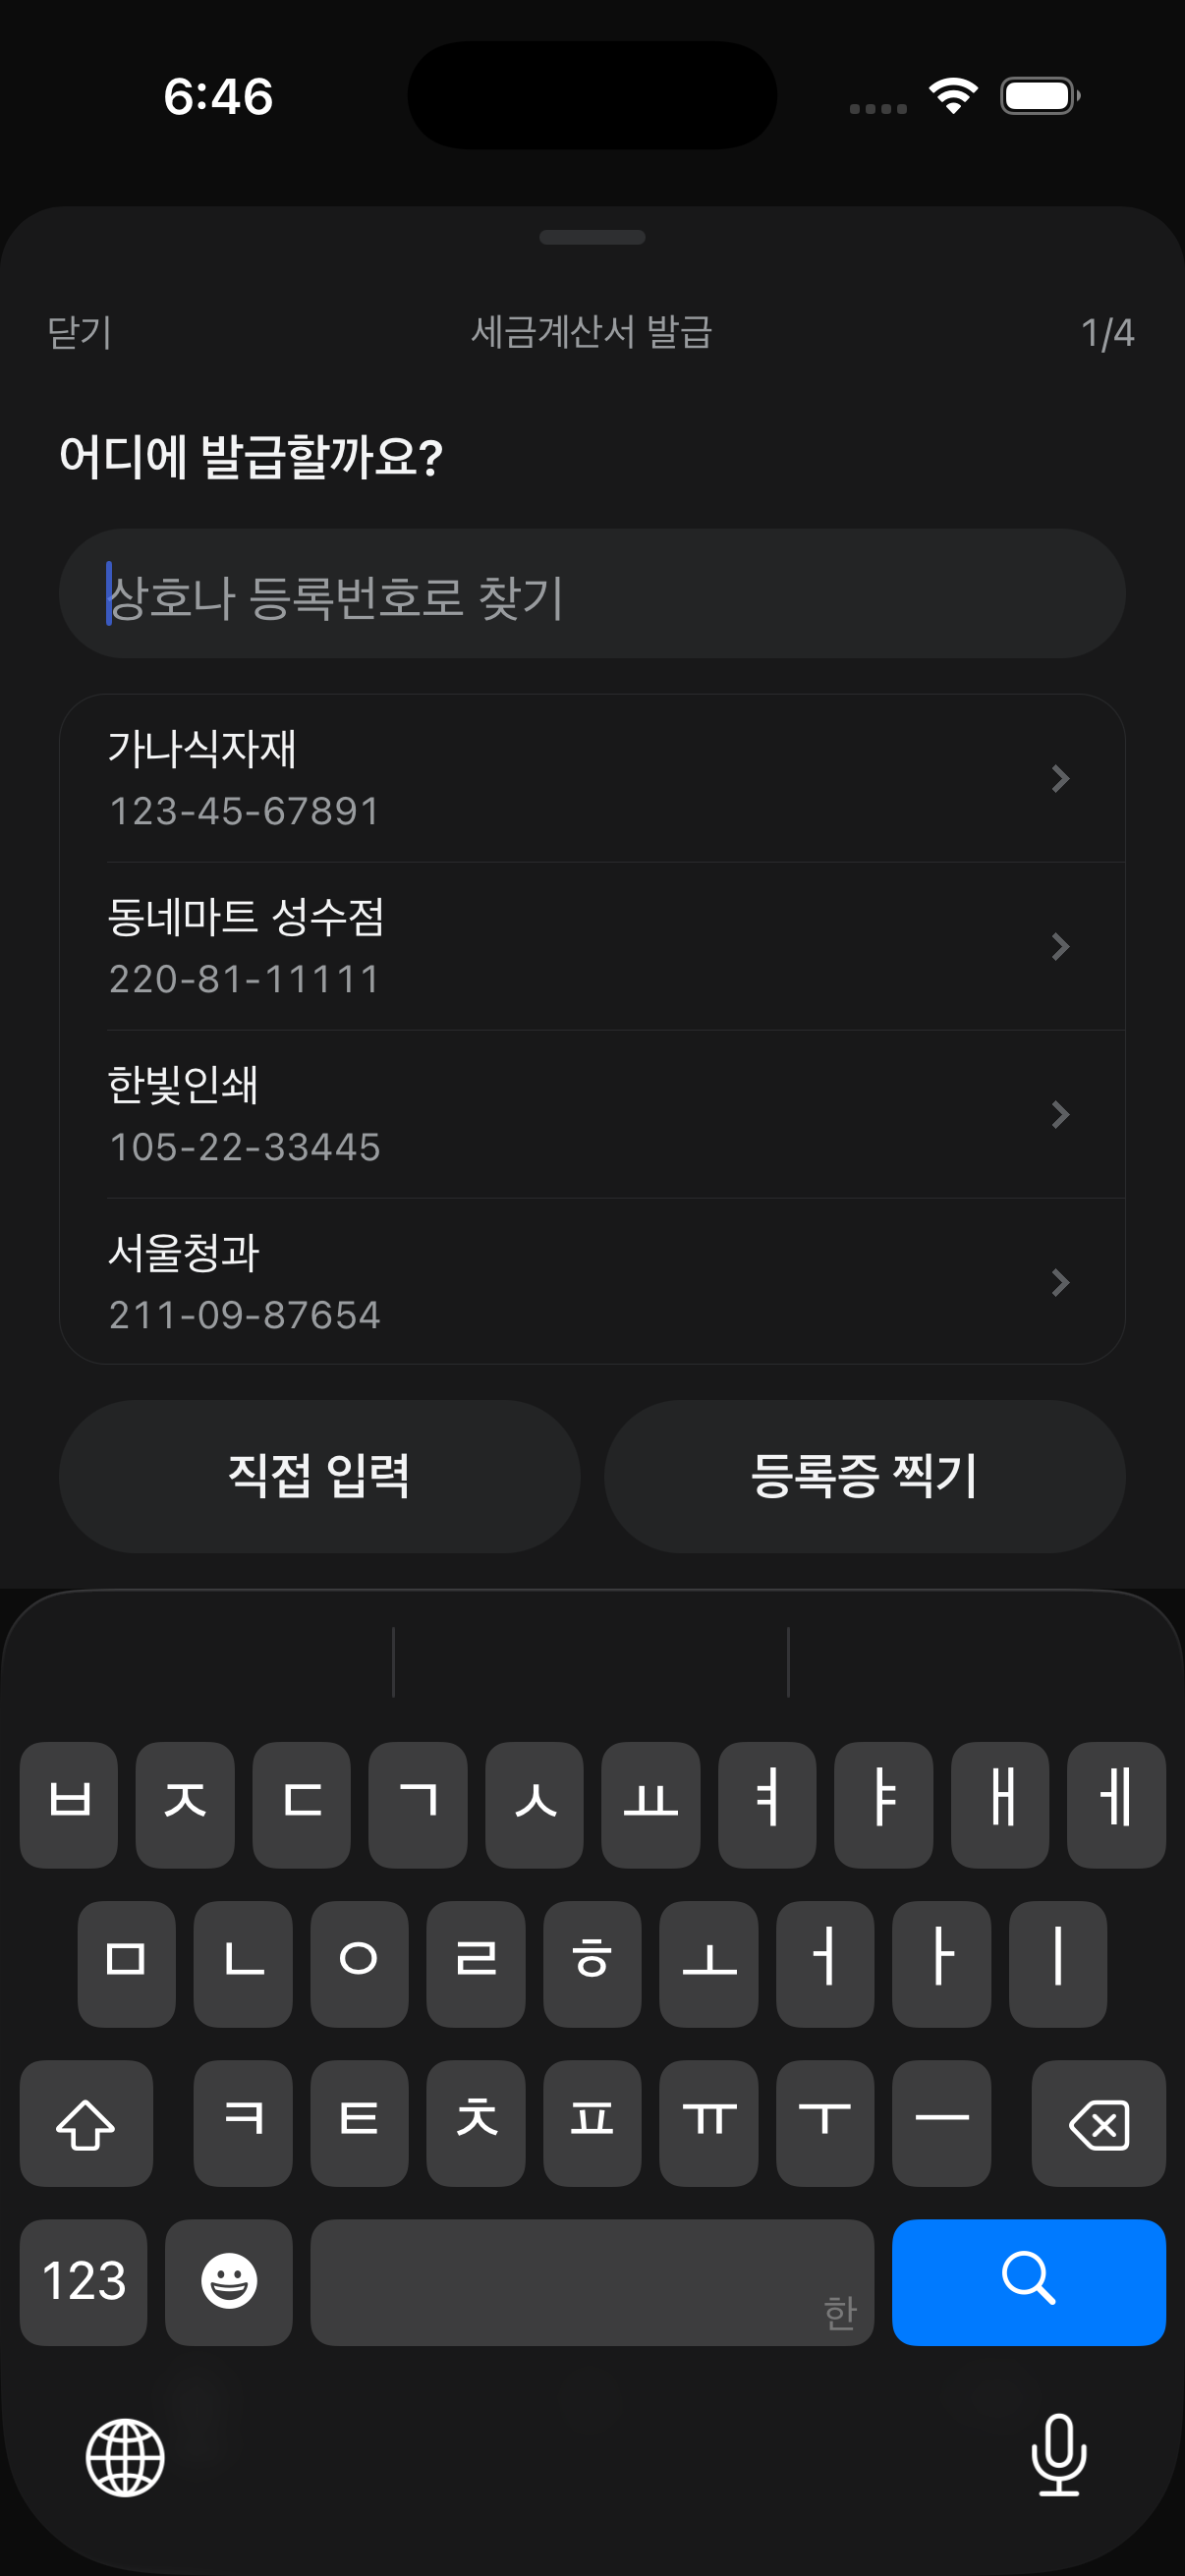 6:46
닫기 세금계산서 발급 1/4
어디에 발급할까요?
상호나 등록번호로 찾기
가나식자재
123-45-67891
동네마트 성수점
220-81-11111
한빛인쇄
105-22-33445
서울청과
211-09-87654
직접 입력 등록증 찍기
ㅂ ㅈ ㄷ ㄱ ㅅ ㅛ ㅕ ㅑ ㅐ ㅔ
ㅁ ㄴ ㅇ ㄹ ㅎ ㅗ ㅓ ㅏ ㅣ
ㅋ ㅌ ㅊ ㅍ ㅠ ㅜ ㅡ
123 한